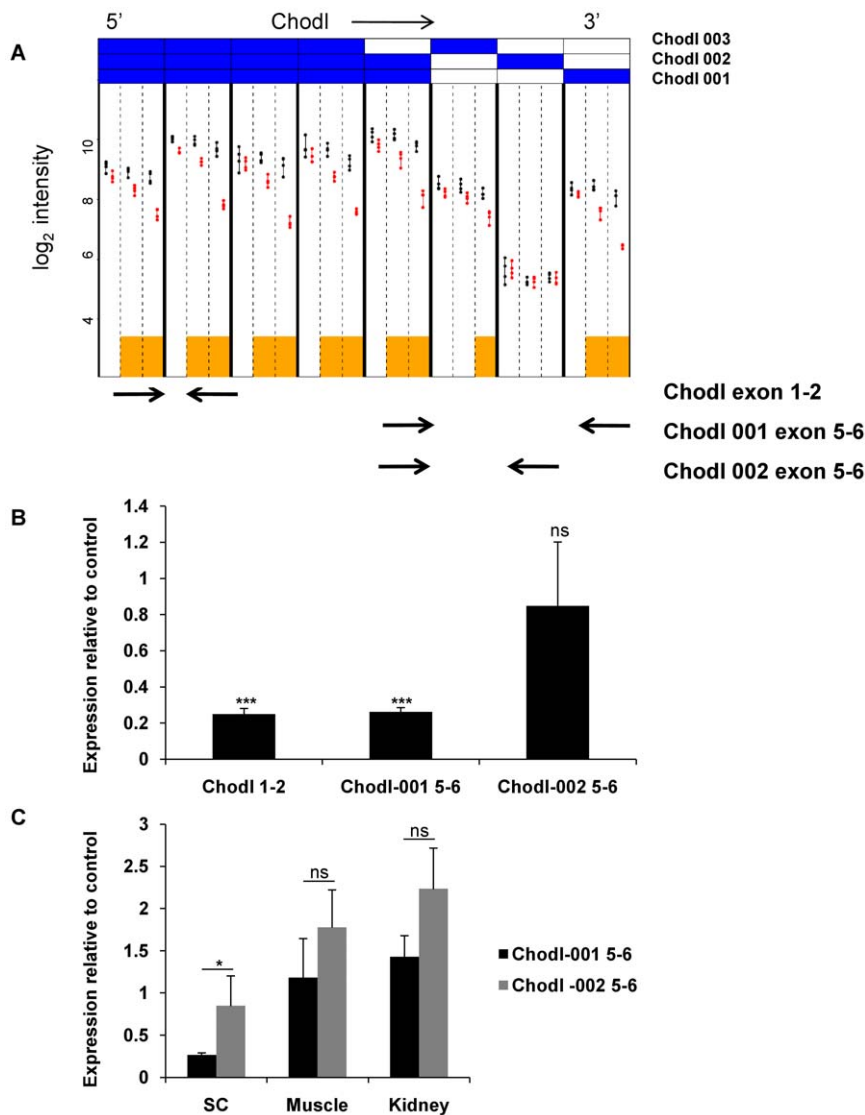 5' Chodl 3'
A
Chodl 003
Chodl 002
Chodl 001
log2 intensity
10
8
6
4
Chodl exon 1-2
Chodl 001 exon 5-6
Chodl 002 exon 5-6
B
Expression relative to control
1.4
1.2
1
0.8
0.6
0.4
0.2
0
***
***
ns
Chodl 1-2 Chodl-001 5-6 Chodl-002 5-6
C
Expression relative to control
3
2.5
2
1.5
1
0.5
0
*
ns
ns
SC Muscle Kidney
Chodl-001 5-6
Chodl -002 5-6